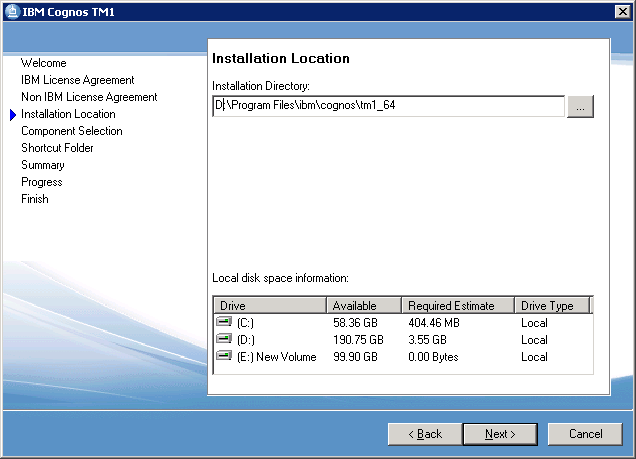 IBM Cognos TM1
Welcome
IBM License Agreement
Non IBM License Agreement
Installation Location
Component Selection
Shortcut Folder
Summary
Progress
Finish
Installation Location
Installation Directory:
D:\Program Files\ibm\cognos\tm1_64
...
Local disk space information:
Drive Available Required Estimate Drive Type
(C:) 58.36 GB 404.46 MB Local
(D:) 190.75 GB 3.55 GB Local
(E:) New Volume 99.90 GB 0.00 Bytes Local
< Back Next > Cancel